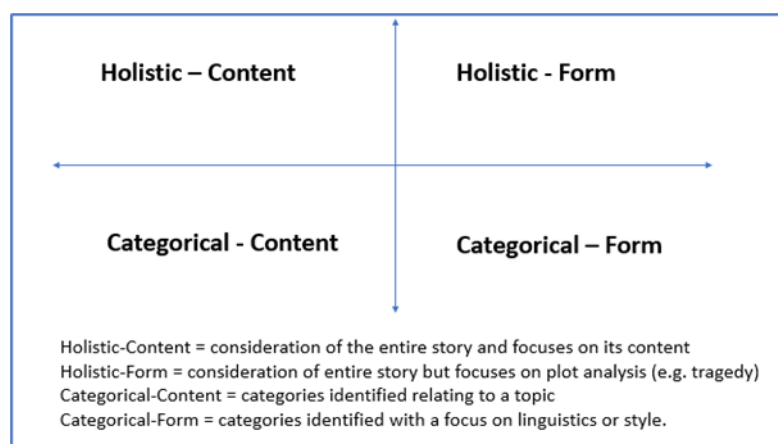 Holistic – Content
Holistic - Form
Categorical - Content
Categorical – Form
Holistic-Content = consideration of the entire story and focuses on its content
Holistic-Form = consideration of entire story but focuses on plot analysis (e.g. tragedy)
Categorical-Content = categories identified relating to a topic
Categorical-Form = categories identified with a focus on linguistics or style.